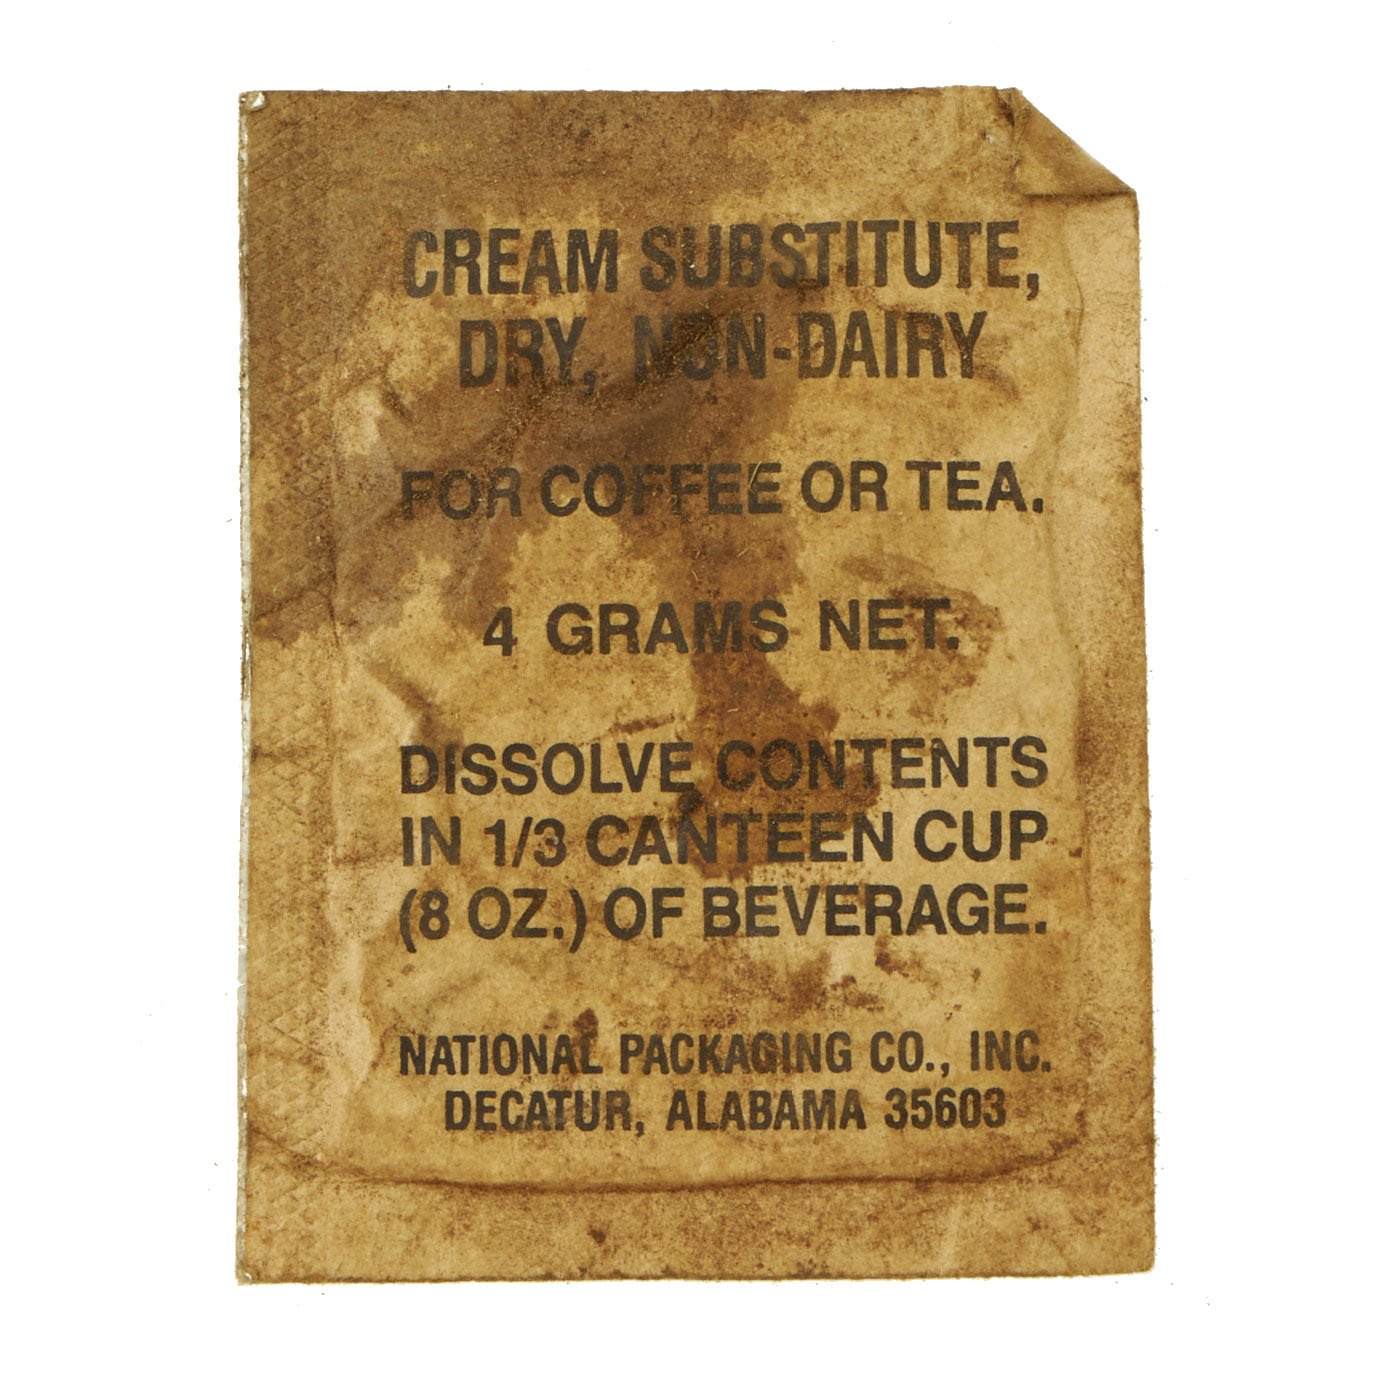 CREAM SUBSTITUTE,
DRY, NON-DAIRY
FOR COFFEE OR TEA.
4 GRAMS NET.
DISSOLVE CONTENTS
IN 1/3 CANTEEN CUP
(8 OZ.) OF BEVERAGE.
NATIONAL PACKAGING CO., INC.
DECATUR, ALABAMA 35603